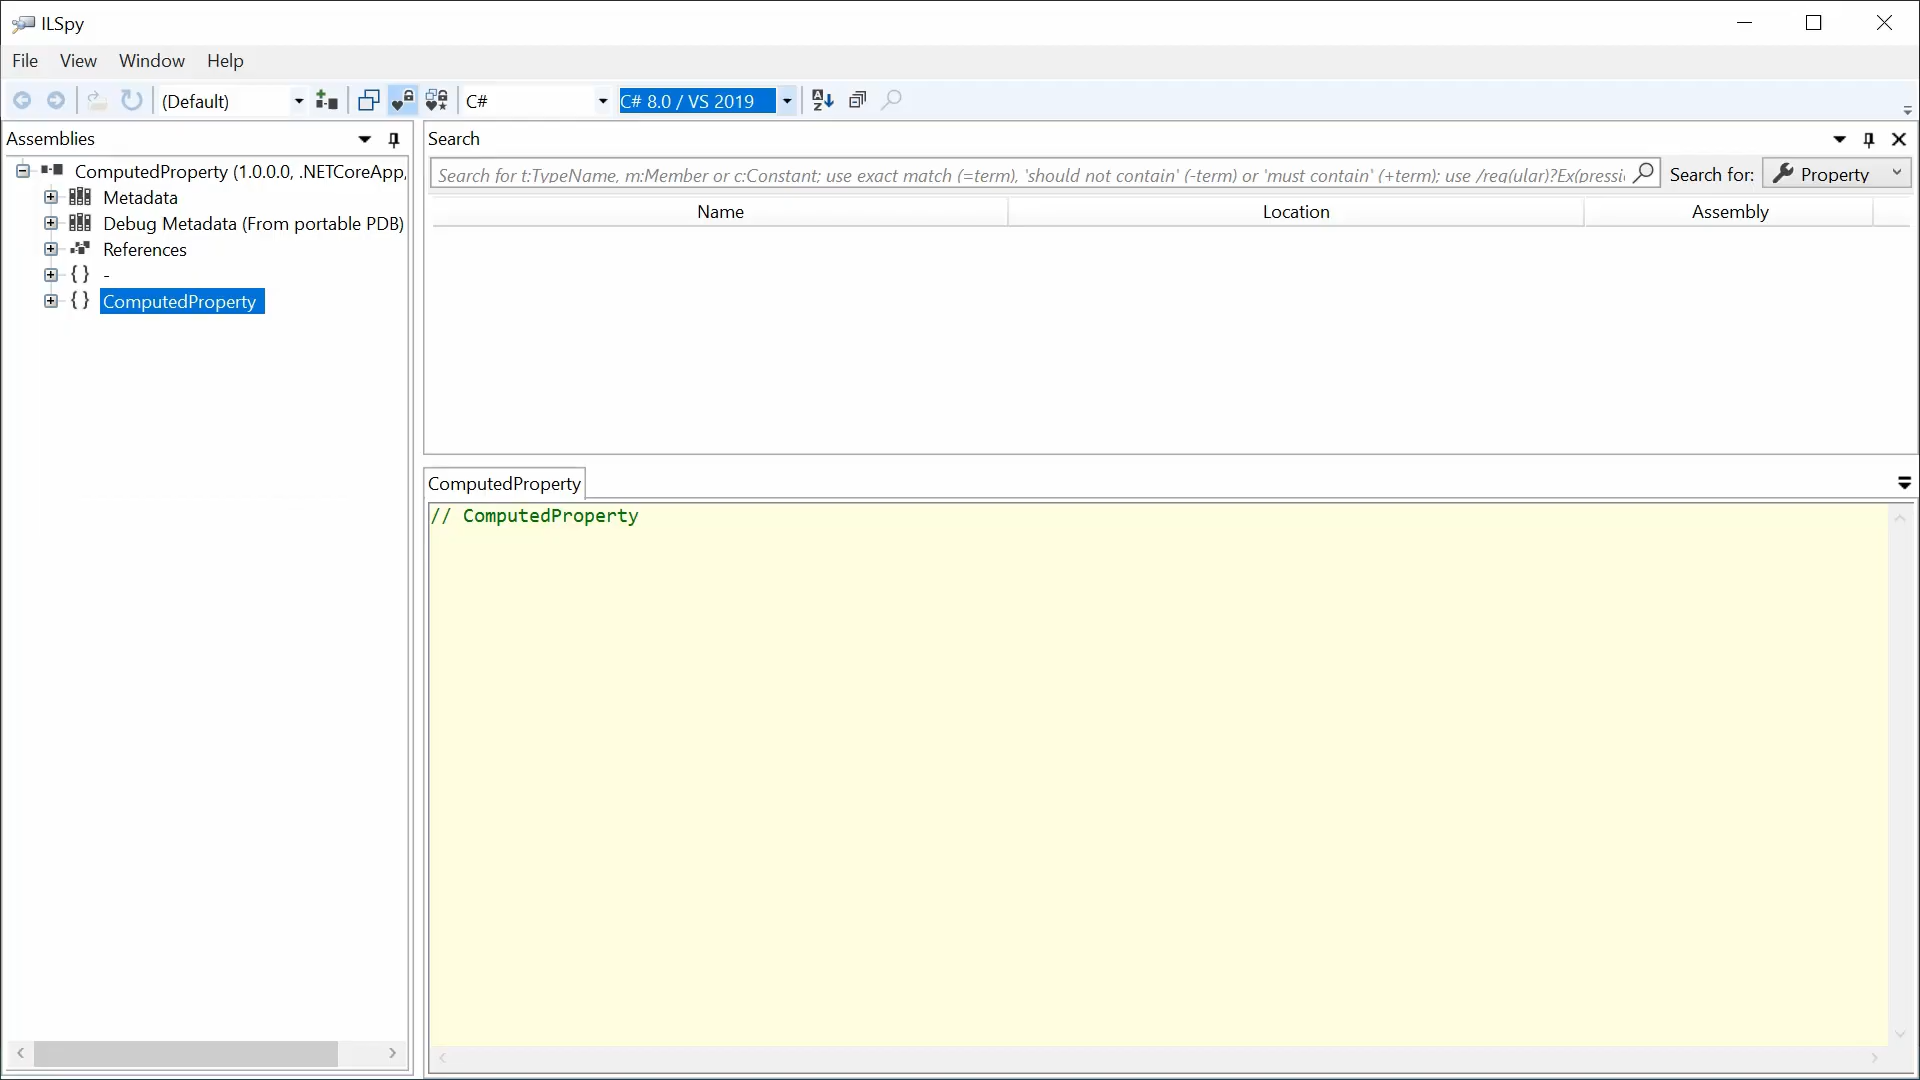 ILSpy
File View Window Help
(Default) C# C# 8.0 / VS 2019
Assemblies
ComputedProperty (1.0.0.0, .NETCoreApp,
Metadata
Debug Metadata (From portable PDB)
References
{ } -
{ } ComputedProperty
Search
Search for t:TypeName, m:Member or c:Constant; use exact match (=term), 'should not contain' (-term) or 'must contain' (+term); use /reg(ular)?Ex(pressi
Search for: Property
Name Location Assembly
ComputedProperty
// ComputedProperty